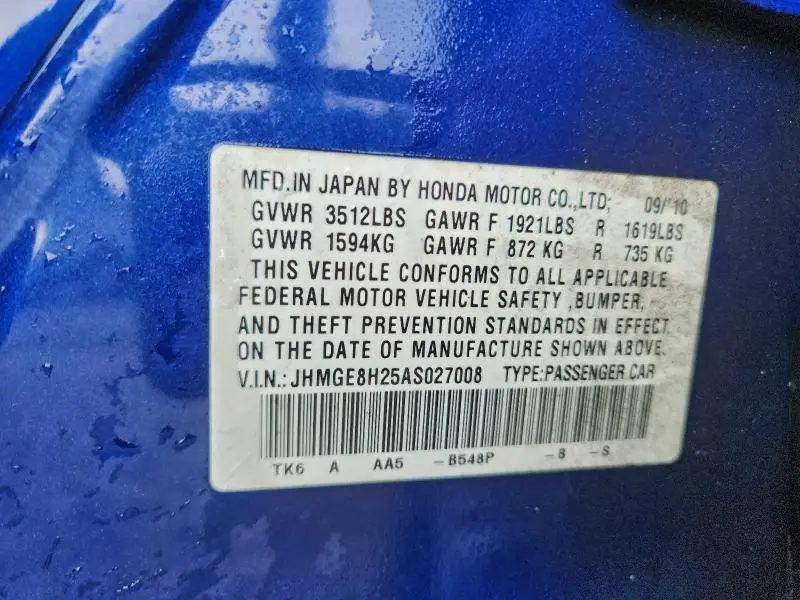 MFD.IN JAPAN BY HONDA MOTOR CO.,LTD; 09/'10
GVWR 3512LBS GAWR F 1921LBS R 1619LBS
GVWR 1594KG GAWR F 872 KG R 735 KG
THIS VEHICLE CONFORMS TO ALL APPLICABLE
FEDERAL MOTOR VEHICLE SAFETY ,BUMPER,
AND THEFT PREVENTION STANDARDS IN EFFECT
ON THE DATE OF MANUFACTURE SHOWN ABOVE.
V.I.N.: JHMGE8H25AS027008 TYPE:PASSENGER CAR
TK6 A AA5 -B548P -8 -S